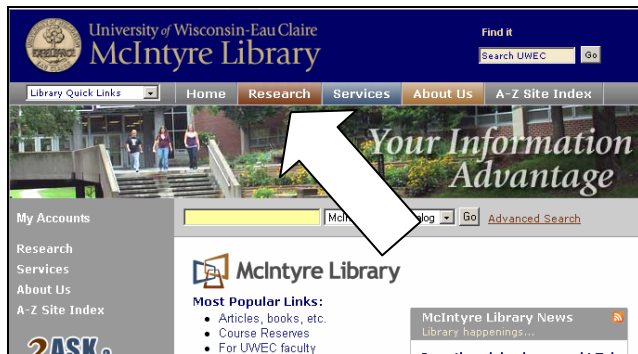 University of Wisconsin-Eau Claire
McIntyre Library
Find it
Search UWEC Go
Library Quick Links Home Research Services About Us A-Z Site Index
Your Information
Advantage
My Accounts
Go Advanced Search
Research
Services
About Us
A-Z Site Index
McIntyre Library
Most Popular Links:
Articles, books, etc.
Course Reserves
For UWEC faculty
McIntyre Library News
Library happenings...
2ASK